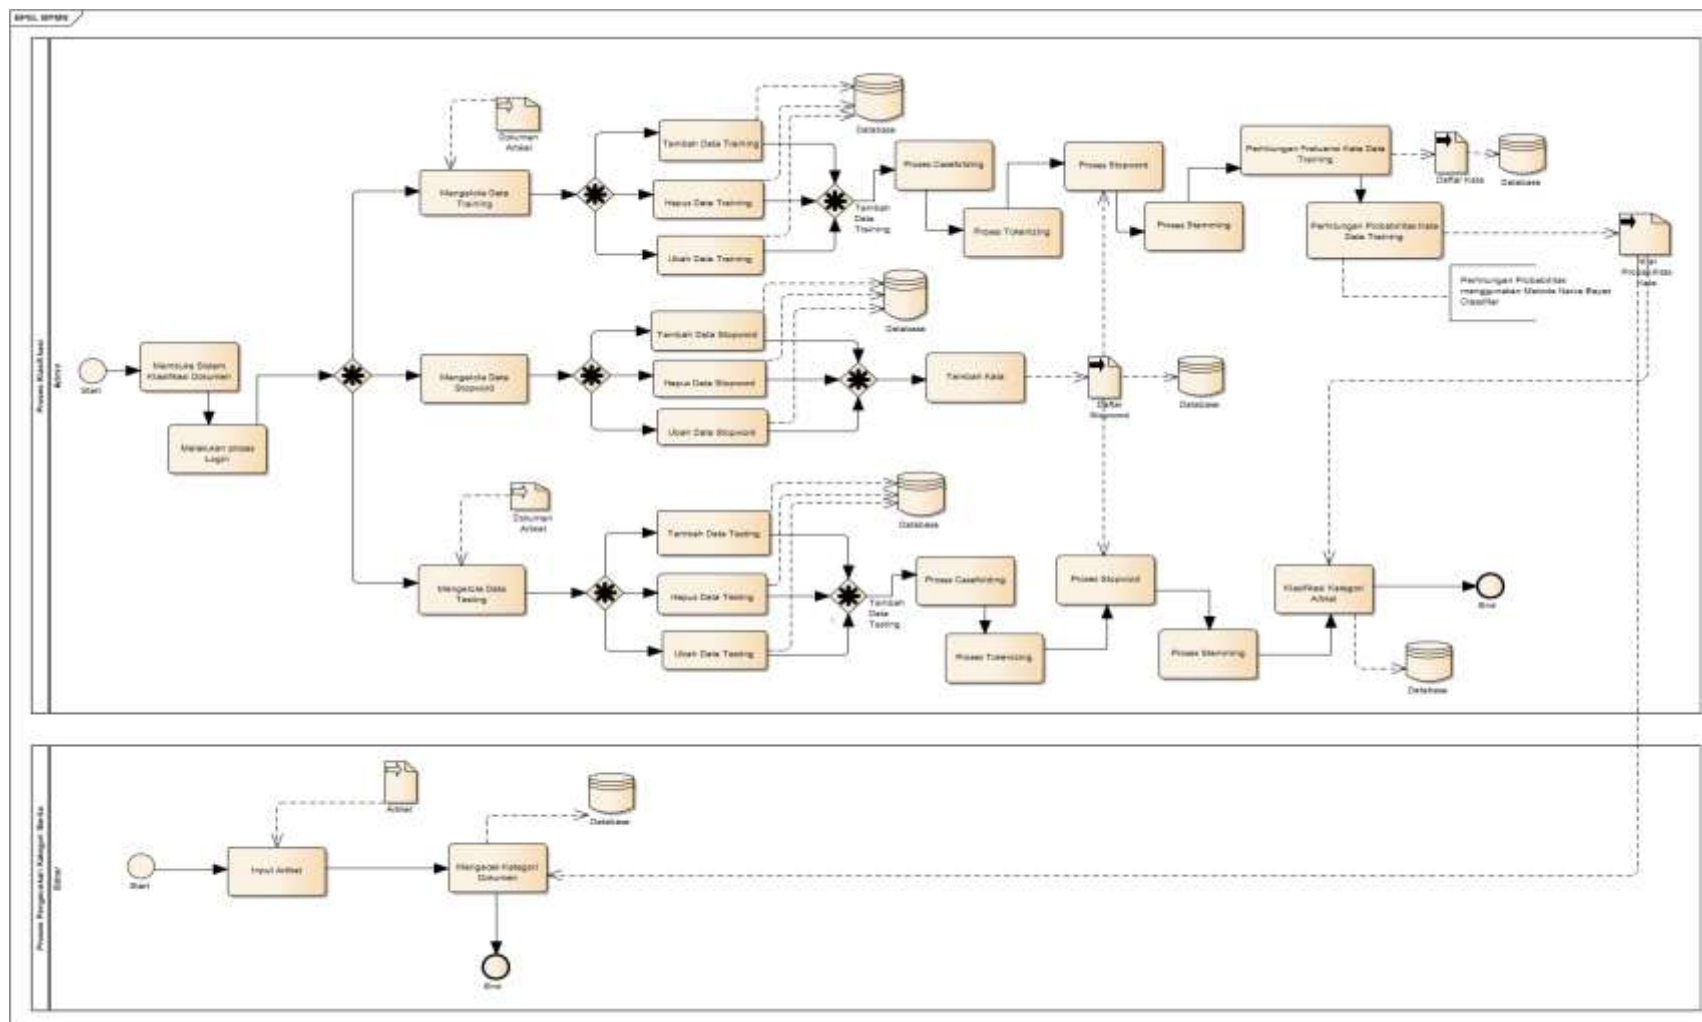 BPEL BPMN
Proses Klasifikasi
Admin
Start
Membuka Sistem
Klasifikasi Dokumen
Melakukan proses
Login
Dokumen
Artikel
Mengelola Data
Training
Tambah Data Training
Hapus Data Training
Ubah Data Training
Database
Tambah
Data
Training
Proses Casefolding
Proses Tokenizing
Proses Stopword
Proses Stemming
Perhitungan Frekuensi Kata Data
Training
Daftar Kata
Database
Perhitungan Probabilitas Kata
Data Training
Nilai
Probabilitas
Kata
Perhitungan Probabilitas
menggunakan Metode Naive Bayes
Classifier
Mengelola Data
Stopword
Tambah Data Stopword
Hapus Data Stopword
Ubah Data Stopword
Database
Tambah Kata
Daftar
Stopword
Database
Dokumen
Artikel
Mengelola Data
Testing
Tambah Data Testing
Hapus Data Testing
Ubah Data Testing
Database
Tambah
Data
Testing
Proses Casefolding
Proses Tokenizing
Proses Stopword
Proses Stemming
Klasifikasi Kategori
Artikel
End
Database
Proses Pengecekan Kategori Berita
Editor
Start
Artikel
Input Artikel
Mengecek Kategori
Dokumen
Database
End